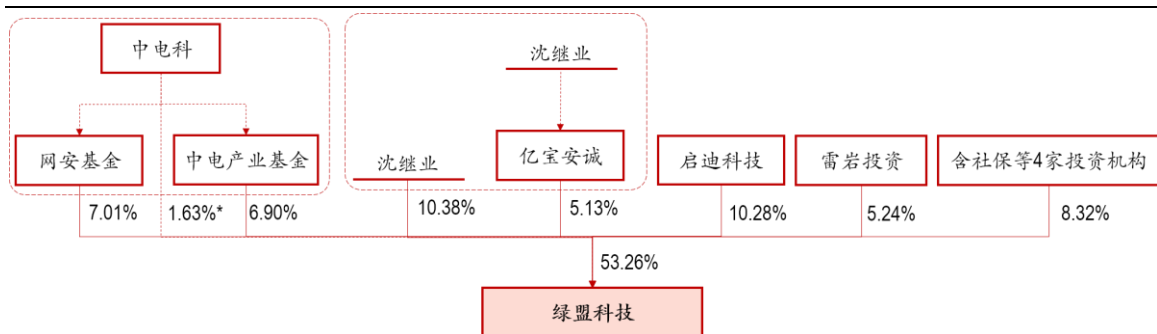 中电科
沈继业
网安基金
中电产业基金
沈继业
亿宝安诚
启迪科技
雷岩投资
含社保等4家投资机构
7.01%
1.63%*
6.90%
10.38%
5.13%
10.28%
5.24%
8.32%
53.26%
绿盟科技